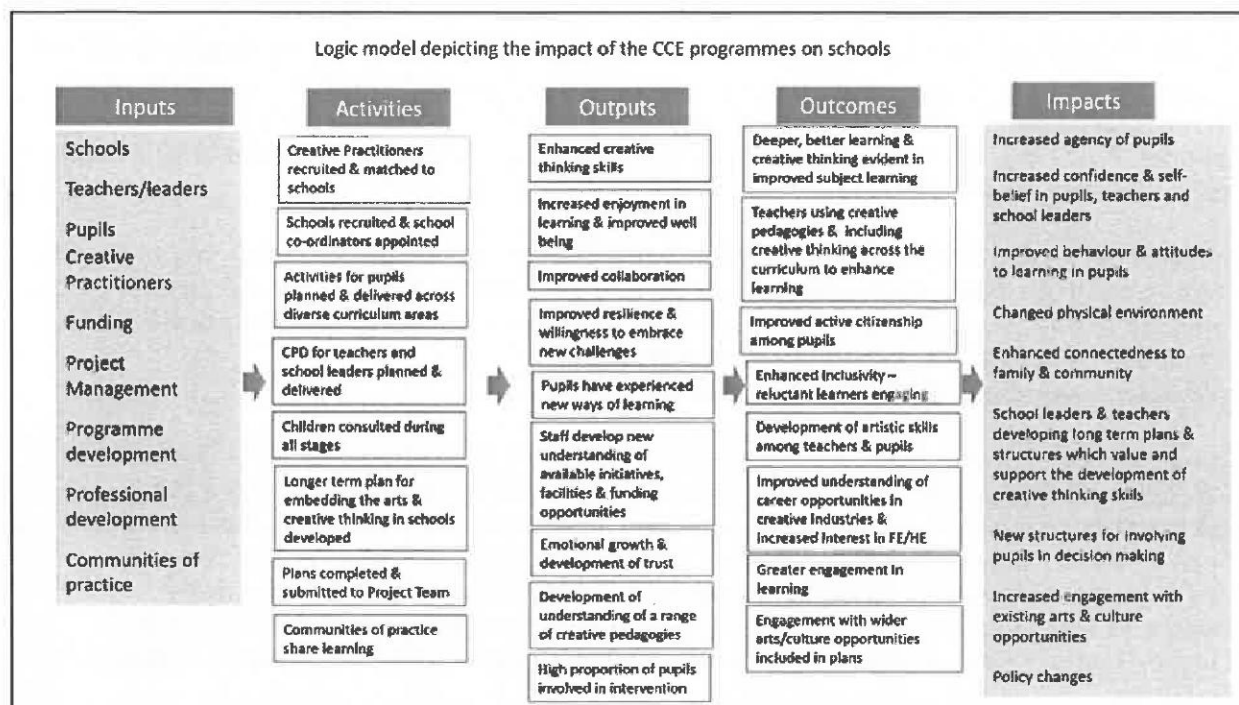 Logic model depicting the impact of the CCE programmes on schools
Inputs
Schools
Teachers/leaders
Pupils
Creative
Practitioners
Funding
Project
Management
Programme
development
Professional
development
Communities of
practice
Activities
Creative Practitioners
recruited & matched to
schools
Schools recruited & school
co-ordinators appointed
Activities for pupils
planned & delivered across
diverse curriculum areas
CPD for teachers and
school leaders planned &
delivered
Children consulted during
all stages
Longer term plan for
embedding the arts &
creative thinking in schools
developed
Plans completed &
submitted to Project Team
Communities of practice
share learning
Outputs
Enhanced creative
thinking skills
Increased enjoyment in
learning & improved well
being
Improved collaboration
Improved resilience &
willingness to embrace
new challenges
Pupils have experienced
new ways of learning
Staff develop new
understanding of
available initiatives,
facilities & funding
opportunities
Emotional growth &
development of trust
Development of
understanding of a range
of creative pedagogies
High proportion of pupils
involved in intervention
Outcomes
Deeper, better learning &
creative thinking evident in
improved subject learning
Teachers using creative
pedagogies & including
creative thinking across the
curriculum to enhance
learning
Improved active citizenship
among pupils
Enhanced Inclusivity –
reluctant learners engaging
Development of artistic skills
among teachers & pupils
Improved understanding of
career opportunities in
creative industries &
Increased Interest in FE/HE
Greater engagement in
learning
Engagement with wider
arts/culture opportunities
included in plans
Impacts
Increased agency of pupils
Increased confidence & self-
belief in pupils, teachers and
school leaders
Improved behaviour & attitudes
to learning in pupils
Changed physical environment
Enhanced connectedness to
family & community
School leaders & teachers
developing long term plans &
structures which value and
support the development of
creative thinking skills
New structures for involving
pupils in decision making
Increased engagement with
existing arts & culture
opportunities
Policy changes